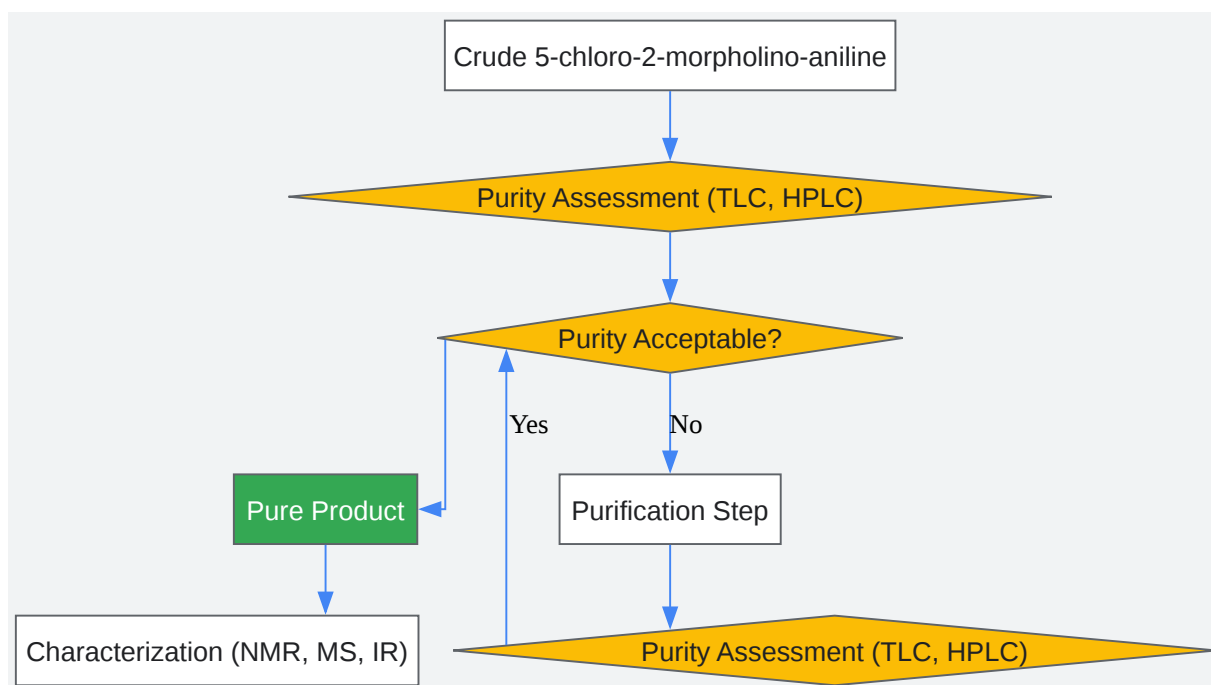 Crude 5-chloro-2-morpholino-aniline
Purity Assessment (TLC, HPLC)
Purity Acceptable?
Yes
No
Pure Product
Purification Step
Characterization (NMR, MS, IR)
Purity Assessment (TLC, HPLC)